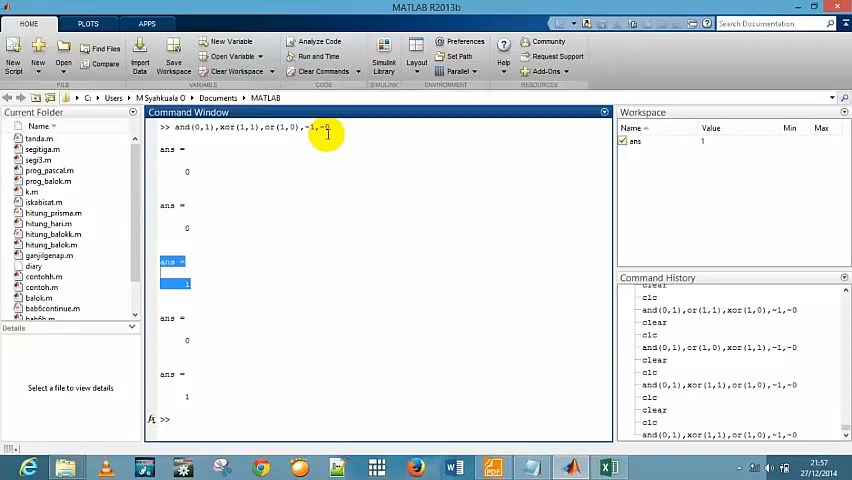 MATLAB R2013b
HOME PLOTS APPS
Search Documentation
New Script
New
Open
Find Files
Compare
Import Data
Save Workspace
New Variable
Open Variable
Clear Workspace
Analyze Code
Run and Time
Clear Commands
Simulink Library
Layout
Preferences
Set Path
Parallel
Help
Community
Request Support
Add-Ons
FILE VARIABLE CODE SIMULINK ENVIRONMENT RESOURCES
C: Users M Syahkuala O Documents MATLAB
Current Folder
Name
tanda.m
segitiga.m
segi3.m
prog_pascal.m
prog_balok.m
k.m
iskabisat.m
hitung_prisma.m
hitung_hari.m
hitung_balokk.m
hitung_balok.m
ganjilgenap.m
diary
contohh.m
contoh.m
balok.m
bab6continue.m
bab6h.m
Details
Select a file to view details
Command Window
>> and(0,1),xor(1,1),or(1,0),~1,~0
ans =
0
ans =
0
ans =
1
ans =
0
ans =
1
fx >>
Workspace
Name Value Min Max
ans 1
Command History
clear
clc
and(0,1),or(1,1),xor(1,0),~1,~0
clear
clc
and(0,1),or(1,0),xor(1,1),~1,~0
clear
clc
and(0,1),xor(1,1),or(1,0),~1,~0
clc
clear
clc
and(0,1),xor(1,1),or(1,0),~1,~0
21:57
27/12/2014